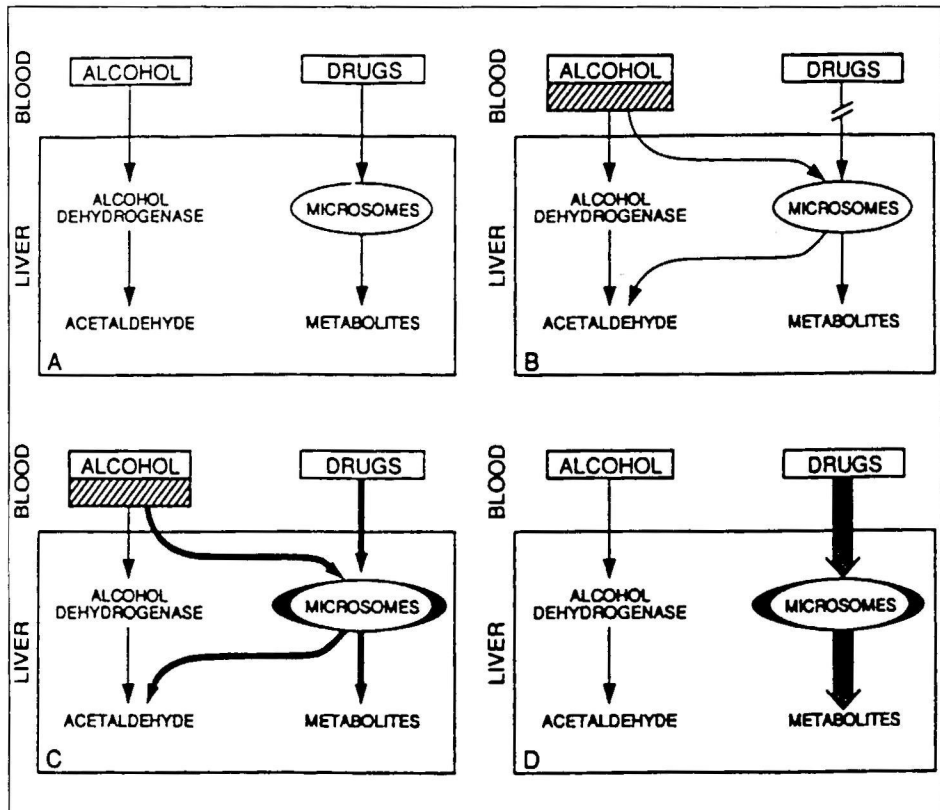 BLOOD
ALCOHOL
DRUGS
LIVER
ALCOHOL
DEHYDROGENASE
MICROSOMES
ACETALDEHYDE
METABOLITES
A
BLOOD
ALCOHOL
DRUGS
LIVER
ALCOHOL
DEHYDROGENASE
MICROSOMES
ACETALDEHYDE
METABOLITES
B
BLOOD
ALCOHOL
DRUGS
LIVER
ALCOHOL
DEHYDROGENASE
MICROSOMES
ACETALDEHYDE
METABOLITES
C
BLOOD
ALCOHOL
DRUGS
LIVER
ALCOHOL
DEHYDROGENASE
MICROSOMES
ACETALDEHYDE
METABOLITES
D